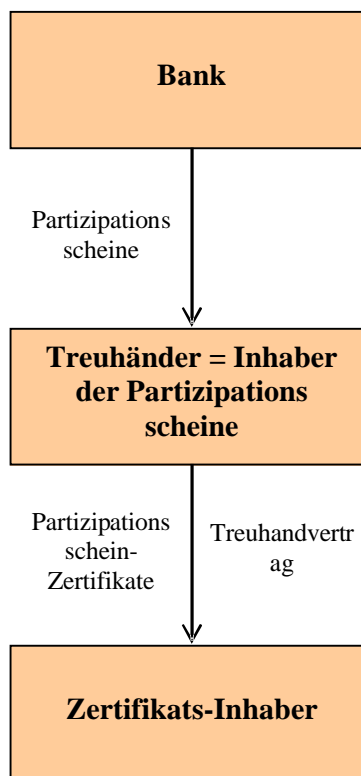 Bank
Partizipations
scheine
Treuhänder = Inhaber
der Partizipations
scheine
Partizipations
schein-
Zertifikate
Treuhandvertr
ag
Zertifikats-Inhaber